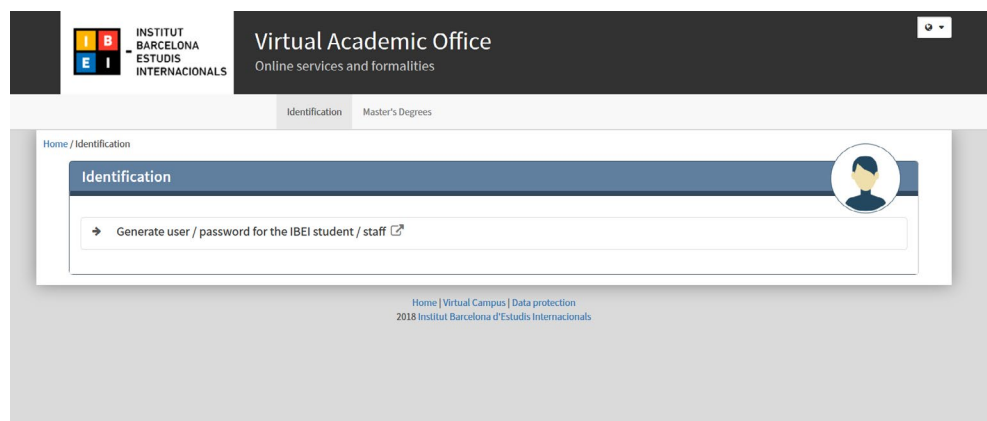 I B
E I
INSTITUT
BARCELONA
ESTUDIS
INTERNACIONALS
Virtual Academic Office
Online services and formalities
Identification Master's Degrees
Home / Identification
Identification
Generate user / password for the IBEI student / staff
Home | Virtual Campus | Data protection
2018 Institut Barcelona d'Estudis Internacionals